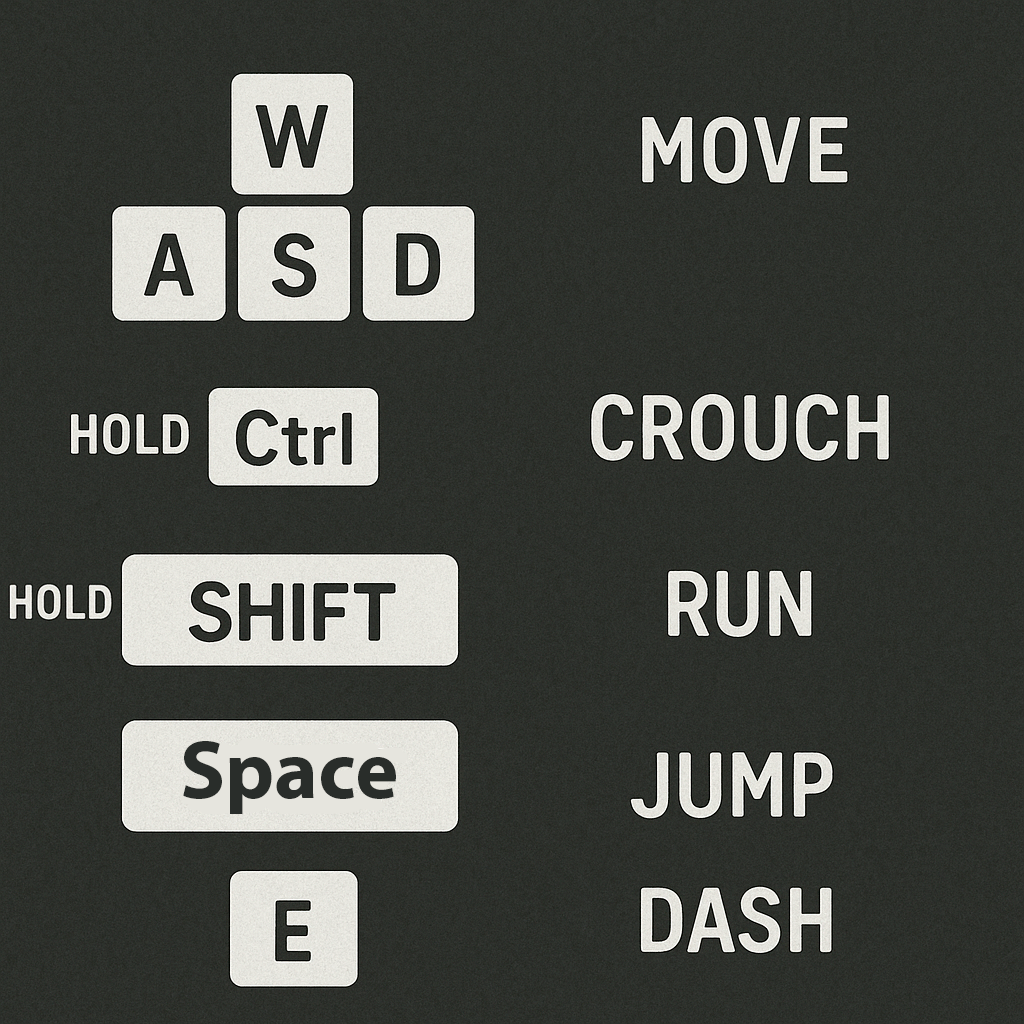 W MOVE
A S D
HOLD Ctrl CROUCH
HOLD SHIFT RUN
Space JUMP
E DASH